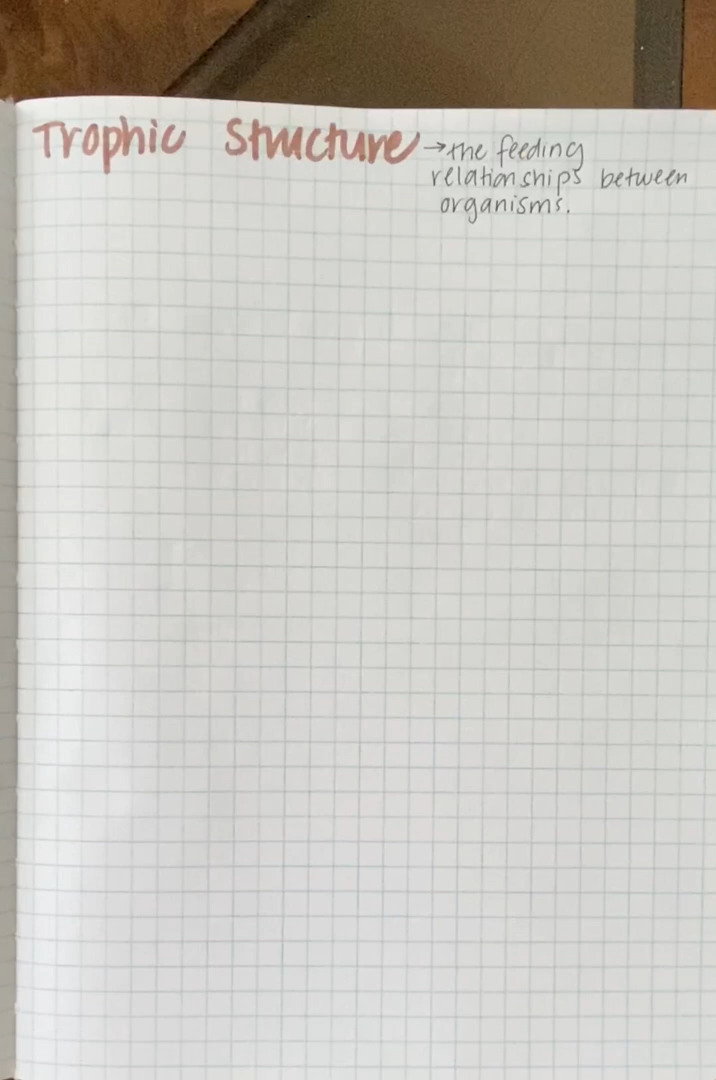 Trophic Structure → the feeding
relationships between
organisms.